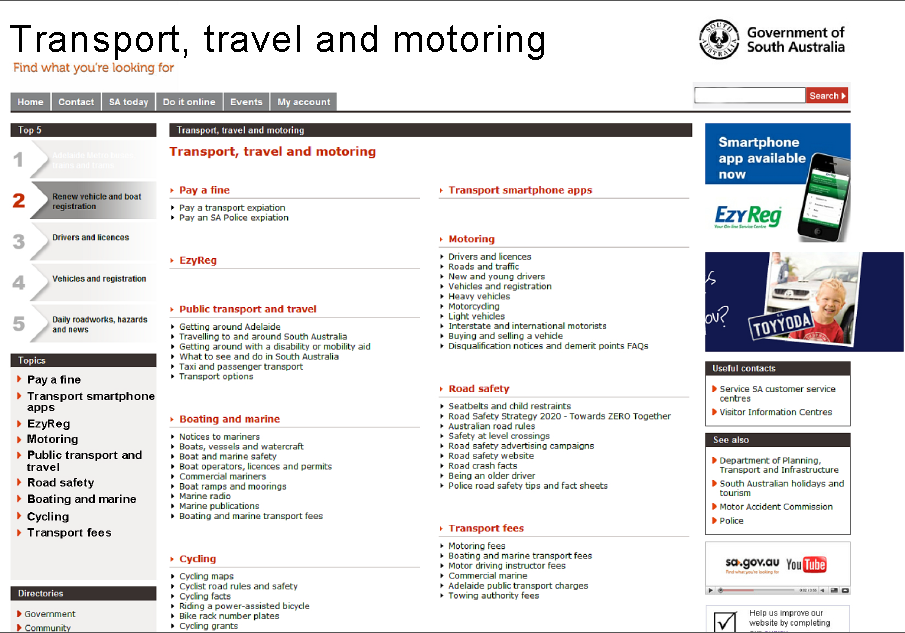 Transport, travel and motoring
Find what you're looking for
Government of
South Australia
Home
Contact
SA today
Do it online
Events
My account
Search
Top 5
1
2
Renew vehicle and boat
registration
3
Drivers and licences
4
Vehicles and registration
5
Daily roadworks, hazards
and news
Topics
Pay a fine
Transport smartphone
apps
EzyReg
Motoring
Public transport and
travel
Road safety
Boating and marine
Cycling
Transport fees
Directories
Government
Community
Transport, travel and motoring
Transport, travel and motoring
Pay a fine
Pay a transport expiation
Pay an SA Police expiation
EzyReg
Public transport and travel
Getting around Adelaide
Travelling to and around South Australia
Getting around with a disability or mobility aid
What to see and do in South Australia
Taxi and passenger transport
Transport options
Boating and marine
Notices to mariners
Boats, vessels and watercraft
Boat and marine safety
Boat operators, licences and permits
Commercial mariners
Boat ramps and moorings
Marine radio
Marine publications
Boating and marine transport fees
Cycling
Cycling maps
Cyclist road rules and safety
Cycling facts
Riding a power-assisted bicycle
Bike rack number plates
Cycling grants
Transport smartphone apps
Motoring
Drivers and licences
Roads and traffic
New and young drivers
Vehicles and registration
Heavy vehicles
Motorcycling
Light vehicles
Interstate and international motorists
Buying and selling a vehicle
Disqualification notices and demerit points FAQs
Road safety
Seatbelts and child restraints
Road Safety Strategy 2020 - Towards ZERO Together
Australian road rules
Safety at level crossings
Road safety advertising campaigns
Road safety website
Road crash facts
Being an older driver
Police road safety tips and fact sheets
Transport fees
Motoring fees
Boating and marine transport fees
Motor driving instructor fees
Commercial marine
Adelaide public transport charges
Towing authority fees
Smartphone
app available
now
EzyReg
Your On-line Service Centre
OU?
TOYYODA
Useful contacts
Service SA customer service
centres
Visitor Information Centres
See also
Department of Planning,
Transport and Infrastructure
South Australian holidays and
tourism
Motor Accident Commission
Police
sa.gov.au
Find what you're looking for
YouTube
Help us improve our
website by completing